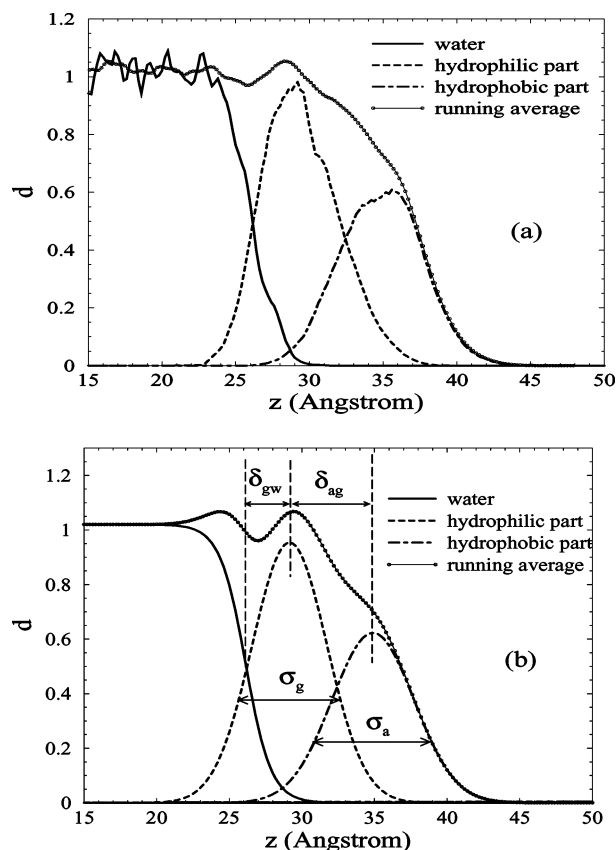 1.2
1
0.8
0.6
0.4
0.2
0
d
water
hydrophilic part
hydrophobic part
running average
(a)
15 20 25 30 35 40 45 50
z (Angstrom)
1.2
1
0.8
0.6
0.4
0.2
0
d
δgw δag
water
hydrophilic part
hydrophobic part
running average
(b)
σg
σa
15 20 25 30 35 40 45 50
z (Angstrom)